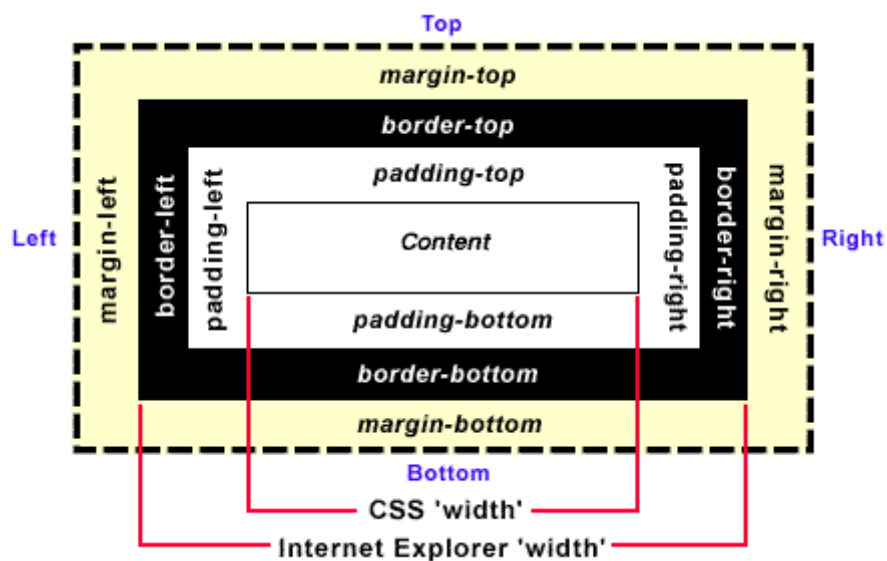 Top
margin-top
border-top
padding-top
Left
margin-left
border-left
padding-left
Content
padding-right
border-right
margin-right
Right
padding-bottom
border-bottom
margin-bottom
Bottom
CSS 'width'
Internet Explorer 'width'